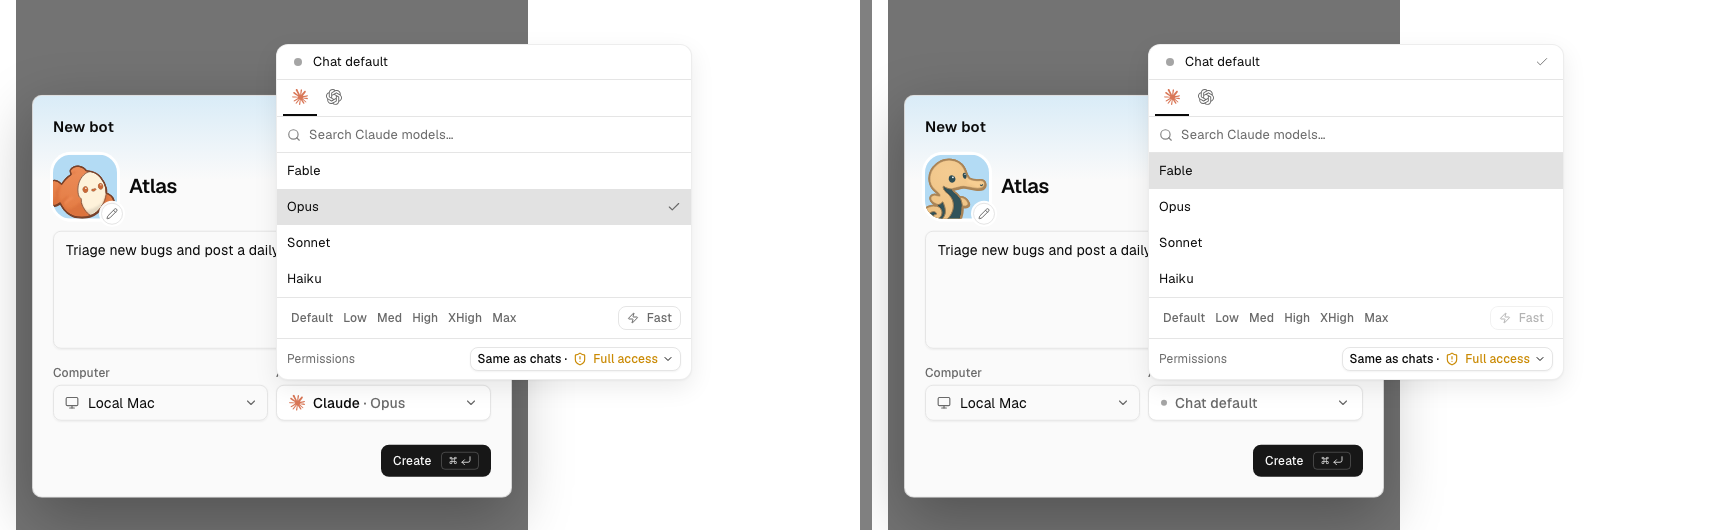 Chat default
Search Claude models...
New bot
Fable
Atlas
Opus
Triage new bugs and post a daily
Sonnet
Haiku
Default Low Med High XHigh Max Fast
Permissions Same as chats · Full access
Computer
Local Mac
Claude · Opus
Create ⌘ ↵
Chat default
Search Claude models...
New bot
Fable
Atlas
Opus
Triage new bugs and post a daily
Sonnet
Haiku
Default Low Med High XHigh Max Fast
Permissions Same as chats · Full access
Computer
Local Mac
Chat default
Create ⌘ ↵